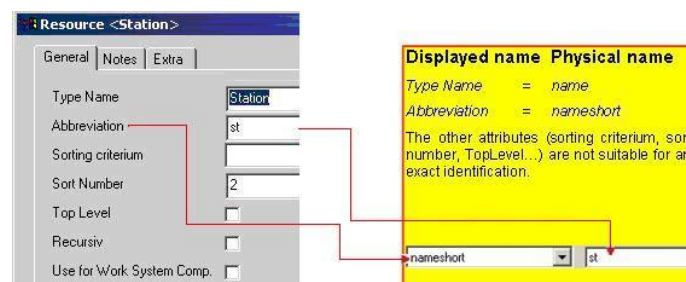 Resource <Station>
General Notes Extra
Type Name Station
Abbreviation st
Sorting criterium
Sort Number 2
Top Level
Recursiv
Use for Work System Comp.
Displayed name Physical name
Type Name = name
Abbreviation = nameshort
The other attributes (sorting criterium,
number, TopLevel...) are not suitable for
exact identification.
nameshort st